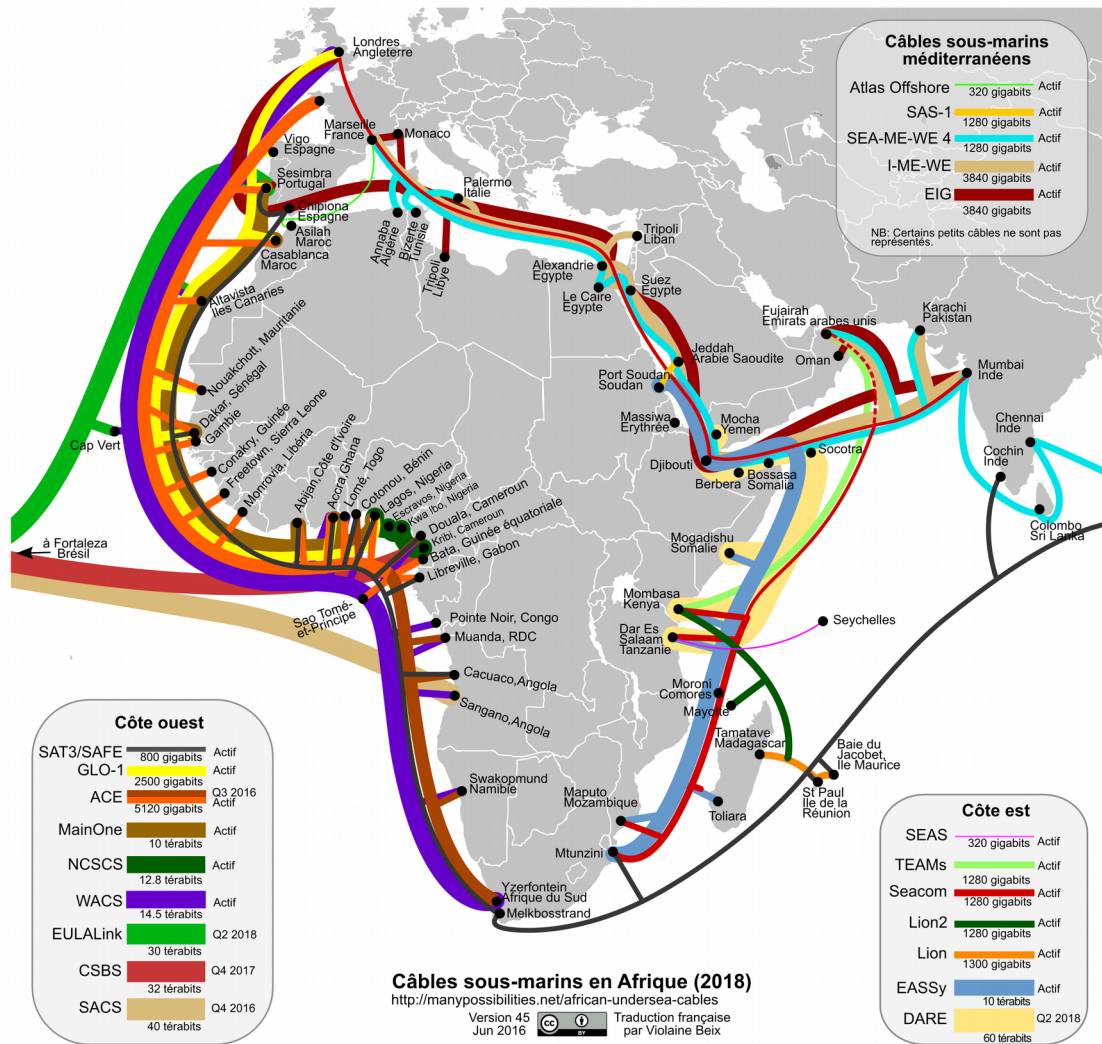 Londres
Angleterre
Marseille
France
Monaco
Vigo
Espagne
Sesimbra
Portugal
Chipiona
Espagne
Asilah
Maroc
Casablanca
Maroc
Palermo
Italie
Annaba
Algérie
Bizerte
Tunisie
Tripoli
Libye
Tripoli
Liban
Alexandrie
Egypte
Le Caire
Egypte
Suez
Egypte
Altavista
Iles Canaries
Nouakchott, Mauritanie
Dakar, Sénégal
Gambie
Cap Vert
Conakry, Guinée
Freetown, Sierra Leone
Monrovia, Libéria
Abijan,Côte d'Ivoire
Accra,Ghana
Lomé, Togo
Cotonou, Bénin
Lagos, Nigeria
Escravos, Nigeria
Kwa Ibo, Nigeria
Douala, Cameroun
Kribi, Cameroun
Bata, Guinée équatoriale
Libreville, Gabon
à Fortaleza
Brésil
Sao Tomé-
et-Principe
Pointe Noir, Congo
Muanda, RDC
Cacuaco,Angola
Sangano,Angola
Swakopmund
Namibie
Yzerfontein
Afrique du Sud
Melkbosstrand
Jeddah
Arabie Saoudite
Port Soudan
Soudan
Massiwa
Erythrée
Mocha
Yemen
Djibouti
Berbera
Bossasa
Somalia
Socotra
Fujairah
Emirats arabes unis
Oman
Karachi
Pakistan
Mumbai
Inde
Chennai
Inde
Cochin
Inde
Colombo
Sri Lanka
Mogadishu
Somalie
Mombasa
Kenya
Dar Es
Salaam
Tanzanie
Seychelles
Moroni
Comores
Mayotte
Tamatave
Madagascar
Baie du
Jacobet,
Ile Maurice
St Paul
Ile de la
Réunion
Toliara
Maputo
Mozambique
Mtunzini
Câbles sous-marins
méditerranéens
Atlas Offshore 320 gigabits Actif
SAS-1 1280 gigabits Actif
SEA-ME-WE 4 1280 gigabits Actif
I-ME-WE 3840 gigabits Actif
EIG 3840 gigabits Actif
NB: Certains petits câbles ne sont pas
représentés.
Côte ouest
SAT3/SAFE 800 gigabits Actif
GLO-1 2500 gigabits Actif
ACE 5120 gigabits Q3 2016 Actif
MainOne 10 térabits Actif
NCSCS 12.8 térabits Actif
WACS 14.5 térabits Actif
EULALink 30 térabits Q2 2018
CSBS 32 térabits Q4 2017
SACS 40 térabits Q4 2016
Côte est
SEAS 320 gigabits Actif
TEAMs 1280 gigabits Actif
Seacom 1280 gigabits Actif
Lion2 1280 gigabits Actif
Lion 1300 gigabits Actif
EASSy 10 térabits Actif
DARE 60 térabits Q2 2018
Câbles sous-marins en Afrique (2018)
http://manypossibilities.net/african-undersea-cables
Version 45
Jun 2016
cc
BY
Traduction française
par Violaine Beix